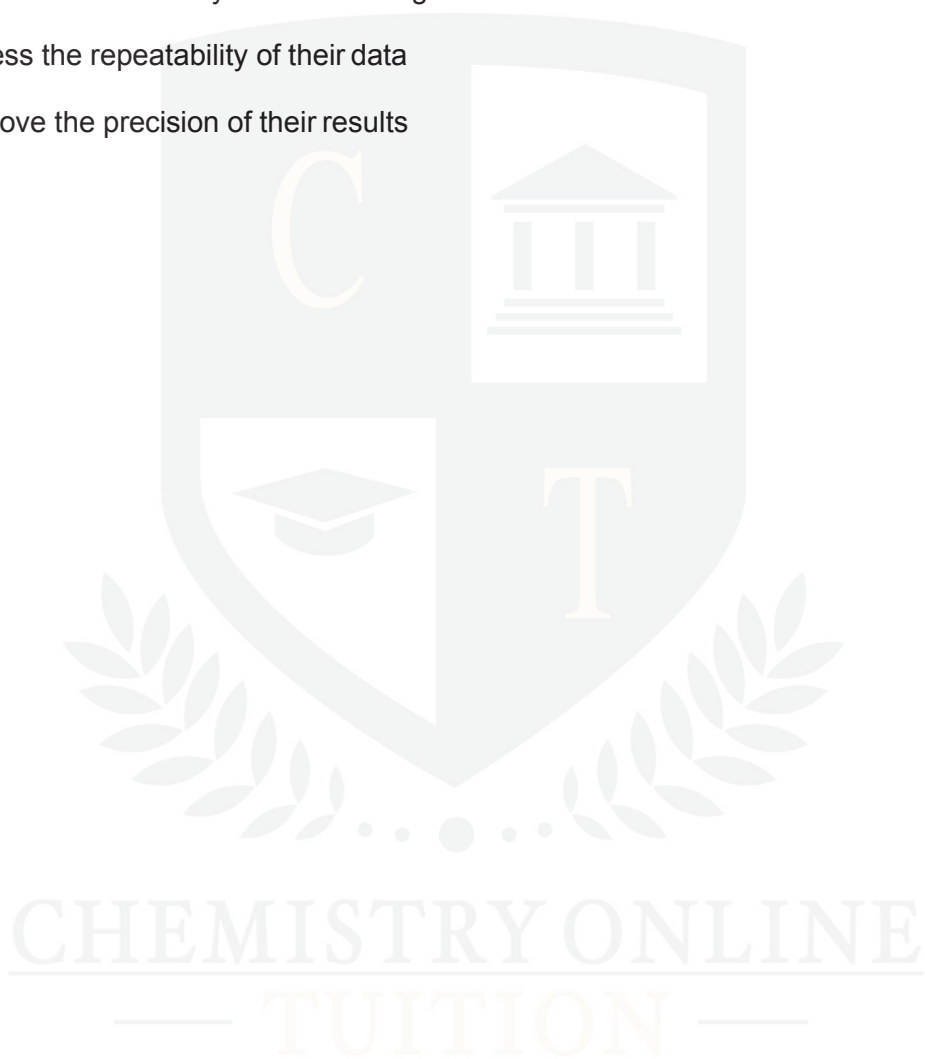 ess the repeatability of their data
ove the precision of their results
C
T
CHEMISTRY ONLINE
TUITION